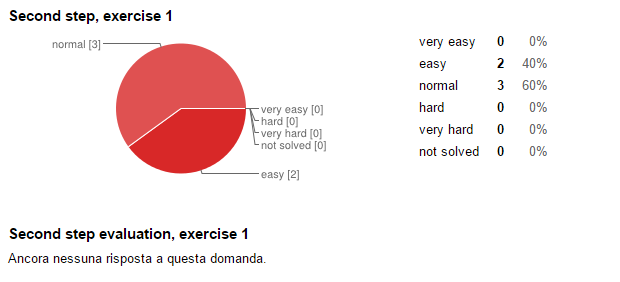 Second step, exercise 1
normal [3]
very easy [0]
hard [0]
very hard [0]
not solved [0]
easy [2]
very easy 0 0%
easy 2 40%
normal 3 60%
hard 0 0%
very hard 0 0%
not solved 0 0%
Second step evaluation, exercise 1
Ancora nessuna risposta a questa domanda.